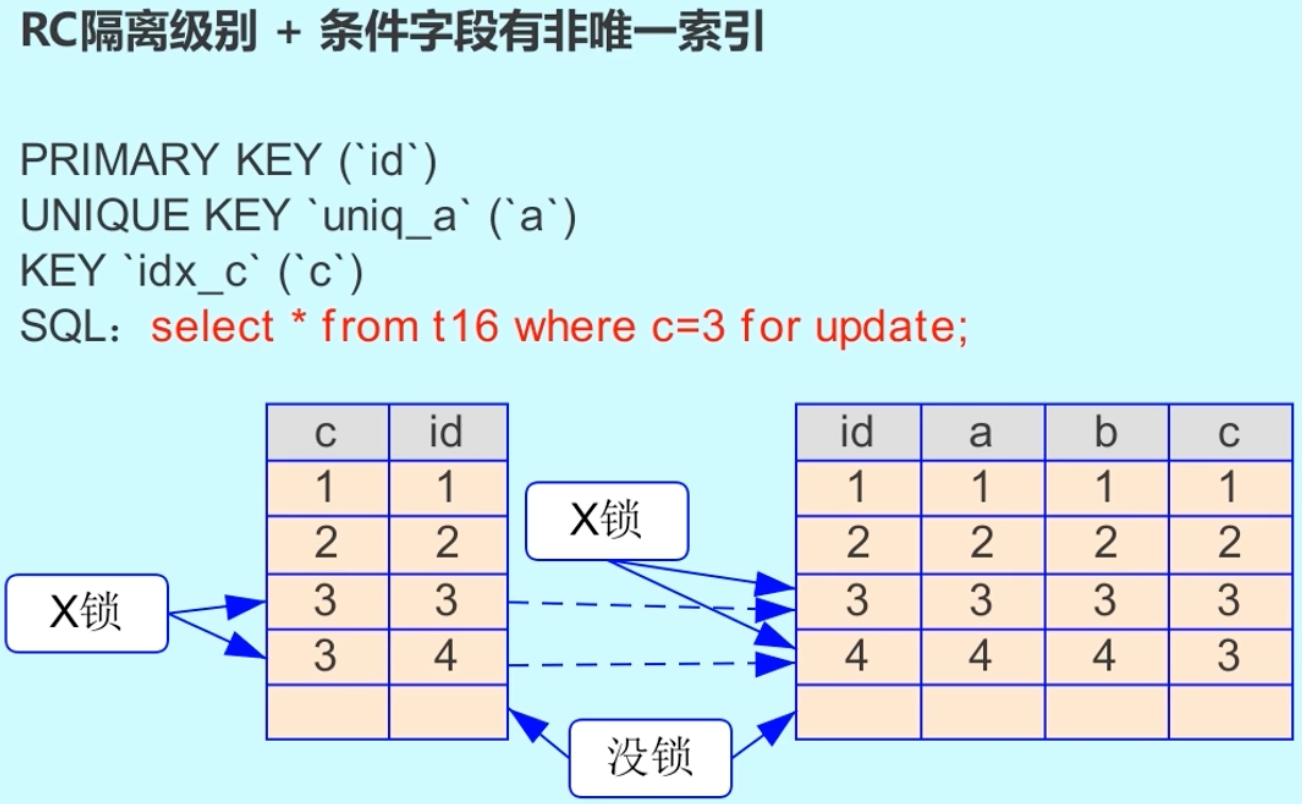 RC隔离级别 + 条件字段有非唯一索引
PRIMARY KEY (`id`)
UNIQUE KEY `uniq_a` (`a`)
KEY `idx_c` (`c`)
SQL：select * from t16 where c=3 for update;
c id
1 1
2 2
3 3
3 4
X锁
X锁
没锁
id a b c
1 1 1 1
2 2 2 2
3 3 3 3
4 4 4 3